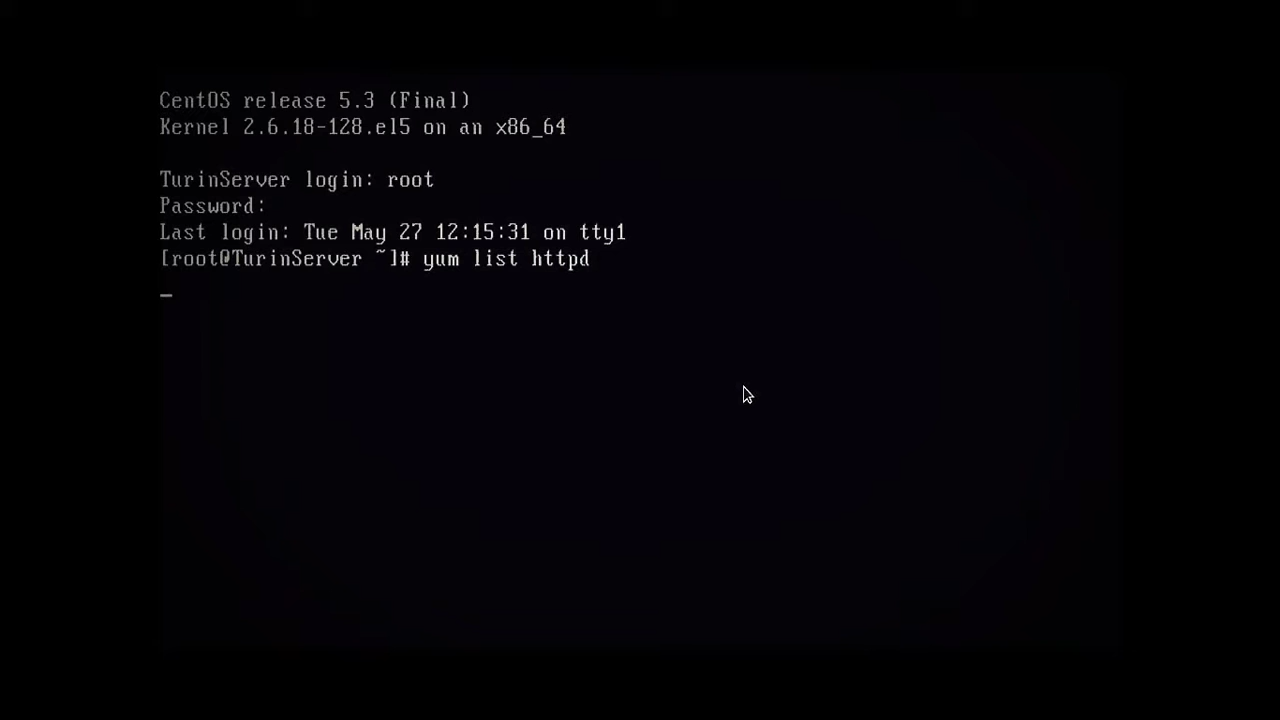 CentOS release 5.3 (Final)
Kernel 2.6.18-128.el5 on an x86_64
TurinServer login: root
Password:
Last login: Tue May 27 12:15:31 on tty1
[root@TurinServer ~]# yum list httpd